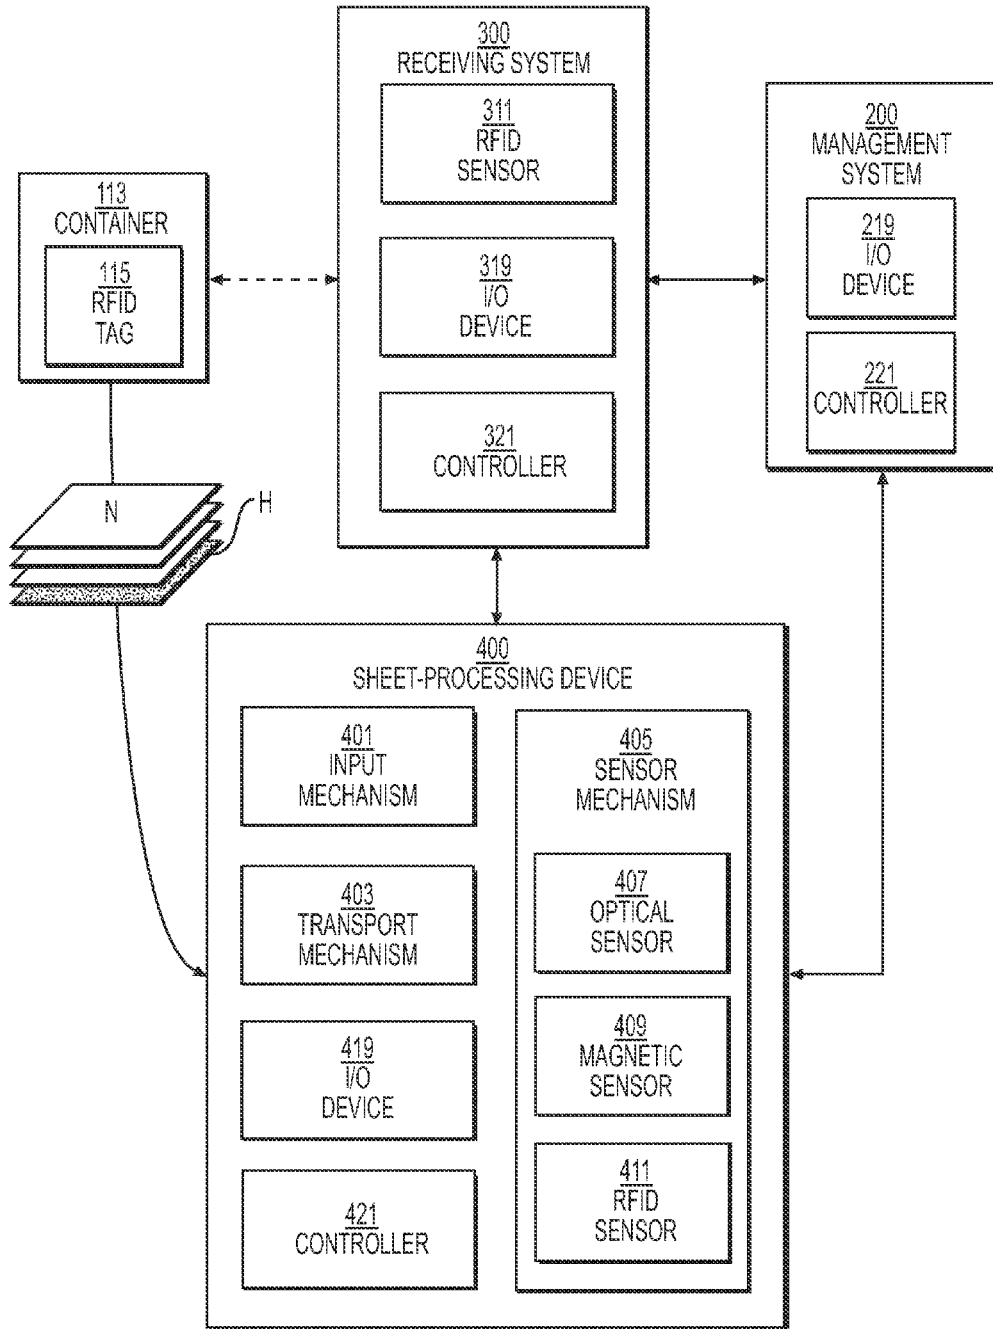 300
RECEIVING SYSTEM
311
RFID
SENSOR
319
I/O
DEVICE
321
CONTROLLER
200
MANAGEMENT
SYSTEM
219
I/O
DEVICE
221
CONTROLLER
113
CONTAINER
115
RFID
TAG
N
H
400
SHEET-PROCESSING DEVICE
401
INPUT
MECHANISM
403
TRANSPORT
MECHANISM
419
I/O
DEVICE
421
CONTROLLER
405
SENSOR
MECHANISM
407
OPTICAL
SENSOR
409
MAGNETIC
SENSOR
411
RFID
SENSOR